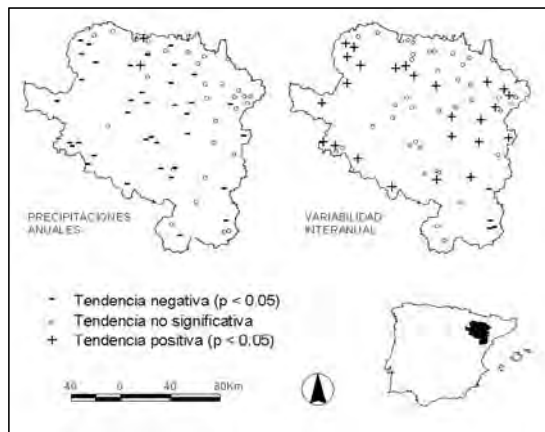 PRECIPITACIONES
ANUALES
VARIABILIDAD
INTERANUAL
- Tendencia negativa (p < 0.05)
○ Tendencia no significativa
+ Tendencia positiva (p < 0.05)
40 0 40 80Km